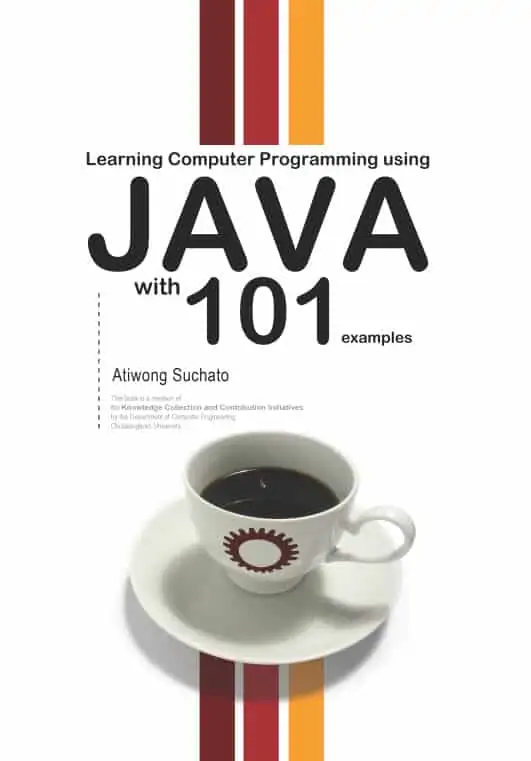 Learning Computer Programming using
JAVA
with 101
examples
Atiwong Suchato
This book is a creation of
the Knowledge Collection and Contribution Initiatives
by the Department of Computer Engineering
Chulalongkorn University